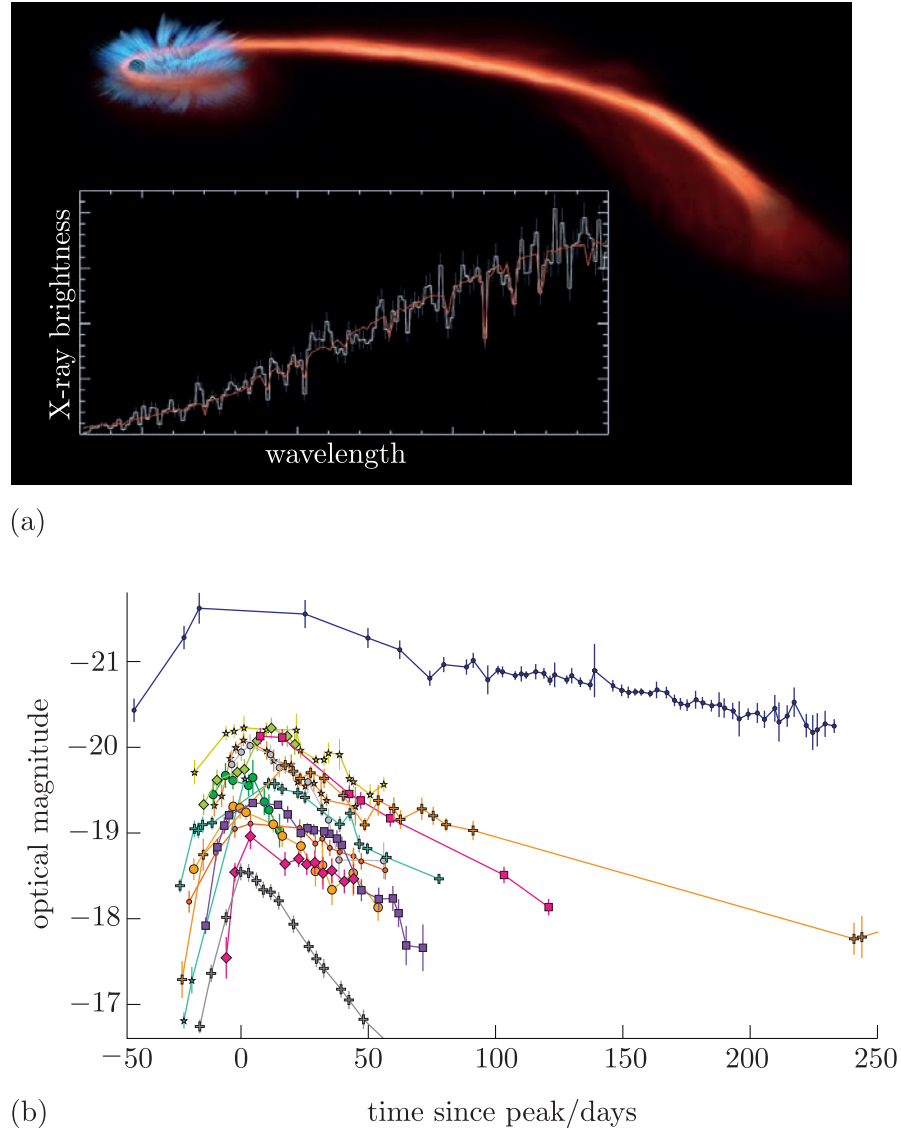 X-ray brightness
wavelength
(a)
optical magnitude
−21
−20
−19
−18
−17
−50 0 50 100 150 200 250
(b) time since peak/days